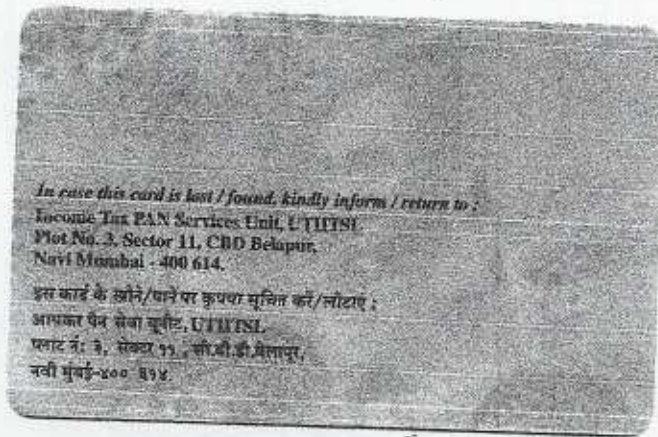 In case this card is lost / found, kindly inform / return to :
Income Tax PAN Services Unit, UTIITSL
Plot No. 3, Sector 11, CBD Belapur,
Navi Mumbai - 400 614.
इस कार्ड के खोने/पाने पर कृपया सूचित करें/लौटाएं :
आयकर पैन सेवा यूनीट, UTIITSL
प्लाट नं: ३, सेक्टर ११ , सी.बी.डी.बेलापूर,
नवी मुंबई-४०० ६१४.